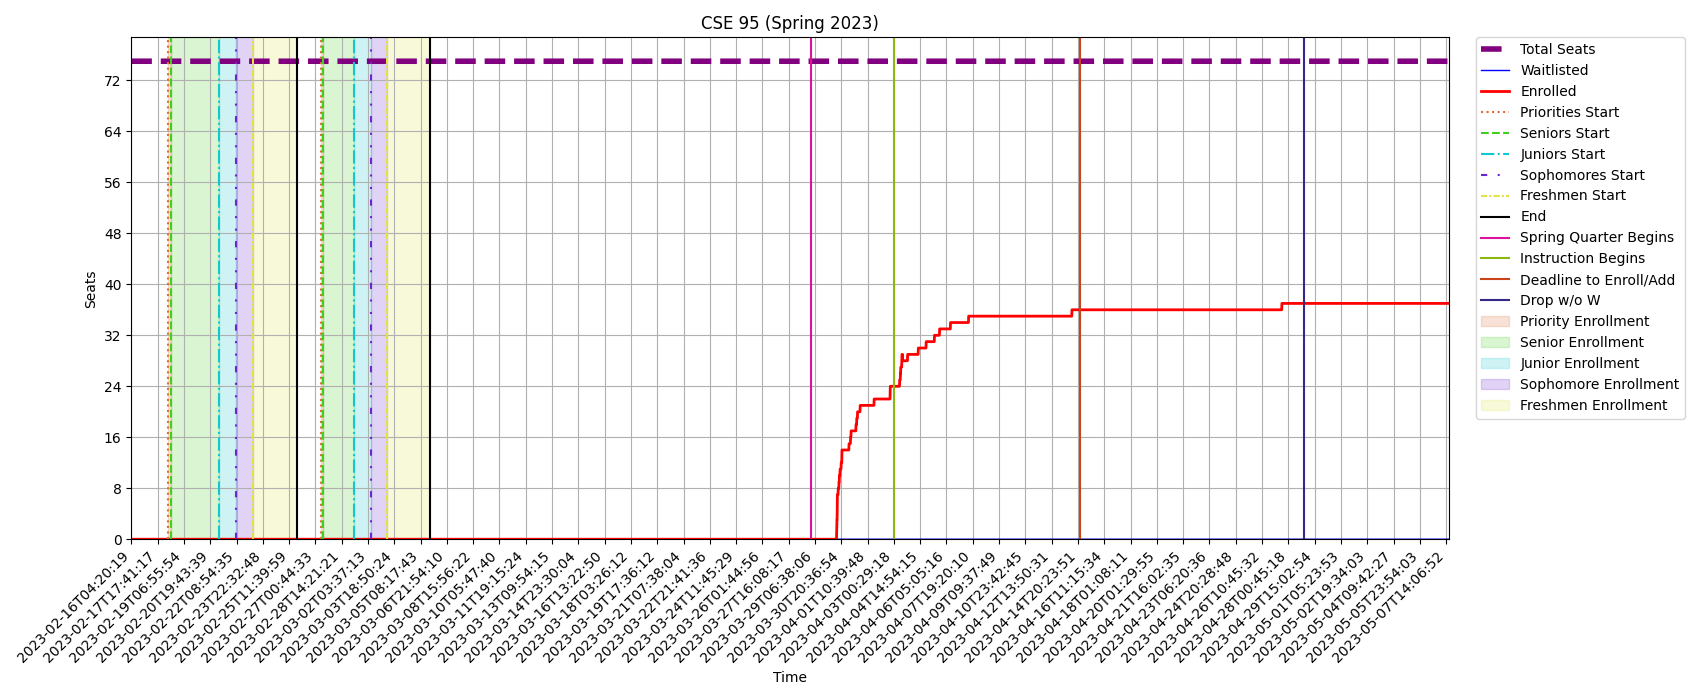 CSE 95 (Spring 2023)
Seats
72
64
56
48
40
32
24
16
8
0
2023-02-16T04:20:19
2023-02-17T17:41:17
2023-02-19T06:55:54
2023-02-20T19:43:39
2023-02-22T08:54:35
2023-02-23T22:32:48
2023-02-25T11:39:59
2023-02-27T00:44:33
2023-02-28T14:21:21
2023-03-02T03:37:13
2023-03-03T18:50:24
2023-03-05T08:17:43
2023-03-06T21:54:10
2023-03-08T15:56:22
2023-03-10T05:47:40
2023-03-11T19:15:24
2023-03-13T09:54:15
2023-03-14T23:30:04
2023-03-16T13:22:50
2023-03-18T03:26:12
2023-03-19T17:36:12
2023-03-21T07:38:04
2023-03-22T21:41:36
2023-03-24T11:45:29
2023-03-26T01:44:56
2023-03-27T16:08:17
2023-03-29T06:38:06
2023-03-30T20:36:54
2023-04-01T10:39:48
2023-04-03T00:29:18
2023-04-04T14:54:15
2023-04-06T05:05:16
2023-04-07T19:20:10
2023-04-09T09:37:49
2023-04-10T23:42:45
2023-04-12T13:50:31
2023-04-14T20:23:51
2023-04-16T11:15:34
2023-04-18T01:08:11
2023-04-20T01:29:55
2023-04-21T16:02:35
2023-04-23T06:20:36
2023-04-24T20:28:48
2023-04-26T10:45:32
2023-04-28T00:45:18
2023-04-29T15:02:54
2023-05-01T05:23:53
2023-05-02T19:34:03
2023-05-04T09:42:27
2023-05-05T23:54:03
2023-05-07T14:06:52
Time
Total Seats
Waitlisted
Enrolled
Priorities Start
Seniors Start
Juniors Start
Sophomores Start
Freshmen Start
End
Spring Quarter Begins
Instruction Begins
Deadline to Enroll/Add
Drop w/o W
Priority Enrollment
Senior Enrollment
Junior Enrollment
Sophomore Enrollment
Freshmen Enrollment